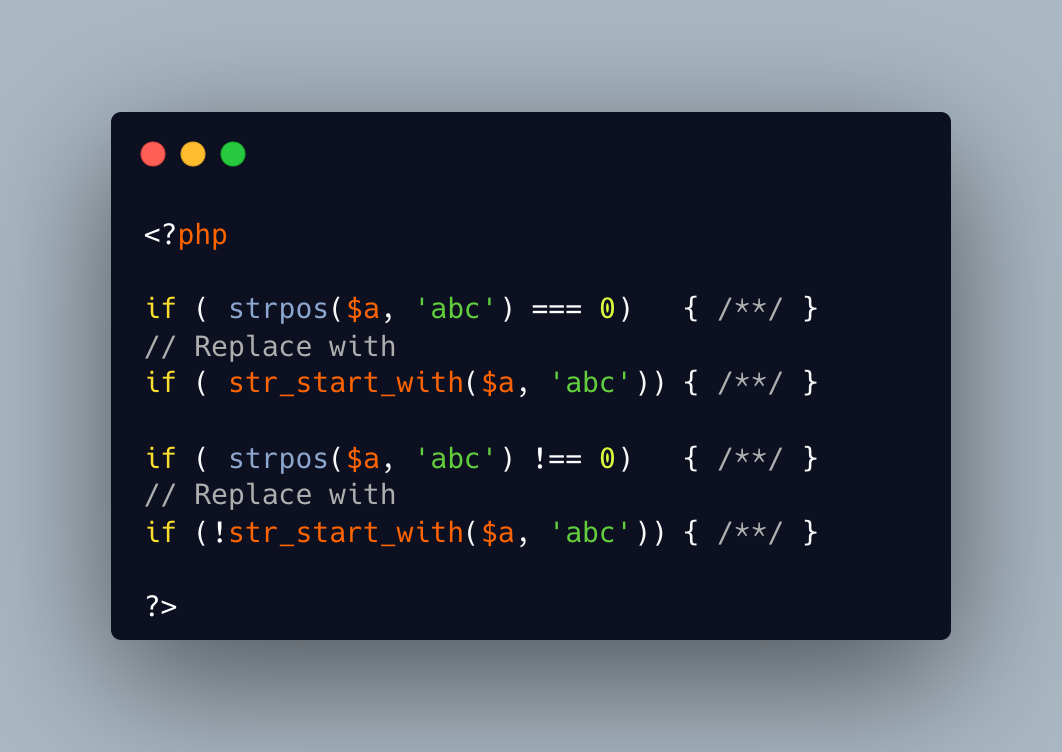 <?php
if ( strpos($a, 'abc') === 0)   { /**/ }
// Replace with
if ( str_start_with($a, 'abc')) { /**/ }
if ( strpos($a, 'abc') !== 0)   { /**/ }
// Replace with
if (!str_start_with($a, 'abc')) { /**/ }
?>